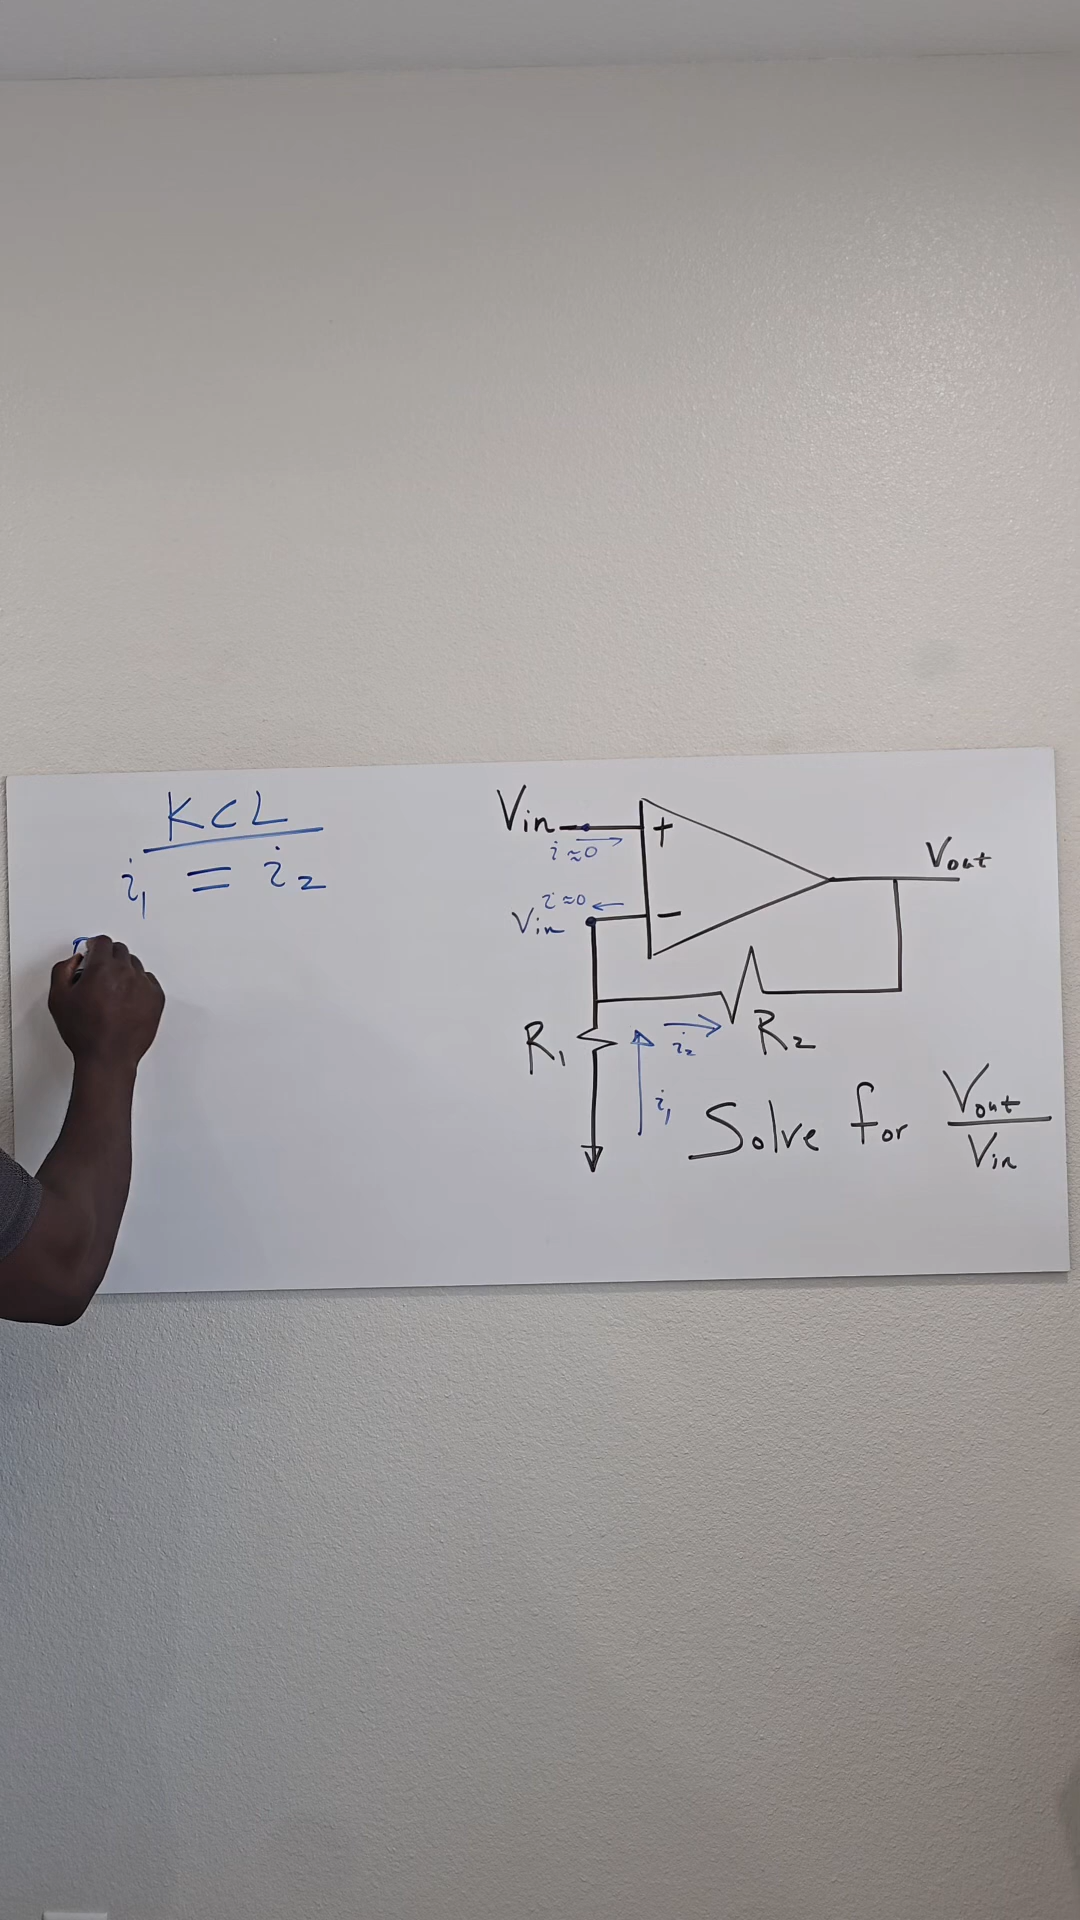 KCL
i₁ = i₂
Vin
+
i≈0
Vout
i≈0
Vin
−
R₁
i₂
R₂
i₁
Solve for Vout
Vin